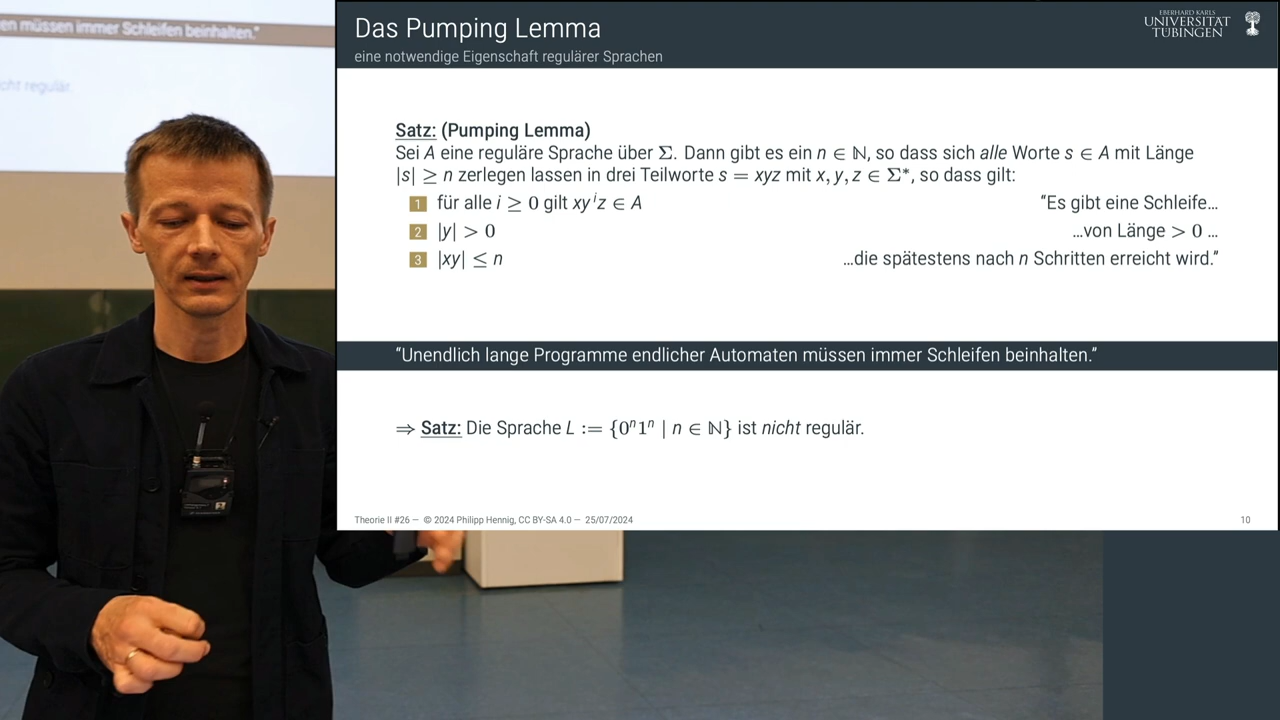 en müssen immer Schleifen beinhalten.“
icht regulär.
Das Pumping Lemma
eine notwendige Eigenschaft regulärer Sprachen
EBERHARD KARLS
UNIVERSITÄT
TÜBINGEN
Satz: (Pumping Lemma)
Sei A eine reguläre Sprache über Σ. Dann gibt es ein n ∈ ℕ, so dass sich alle Worte s ∈ A mit Länge
|s| ≥ n zerlegen lassen in drei Teilworte s = xyz mit x, y, z ∈ Σ*, so dass gilt:
1 für alle i ≥ 0 gilt xyⁱz ∈ A “Es gibt eine Schleife…
2 |y| > 0 …von Länge > 0 …
3 |xy| ≤ n …die spätestens nach n Schritten erreicht wird.”
“Unendlich lange Programme endlicher Automaten müssen immer Schleifen beinhalten.“
⇒ Satz: Die Sprache L := {0ⁿ1ⁿ | n ∈ ℕ} ist nicht regulär.
Theorie II #26 — © 2024 Philipp Hennig, CC BY-SA 4.0 — 25/07/2024 10